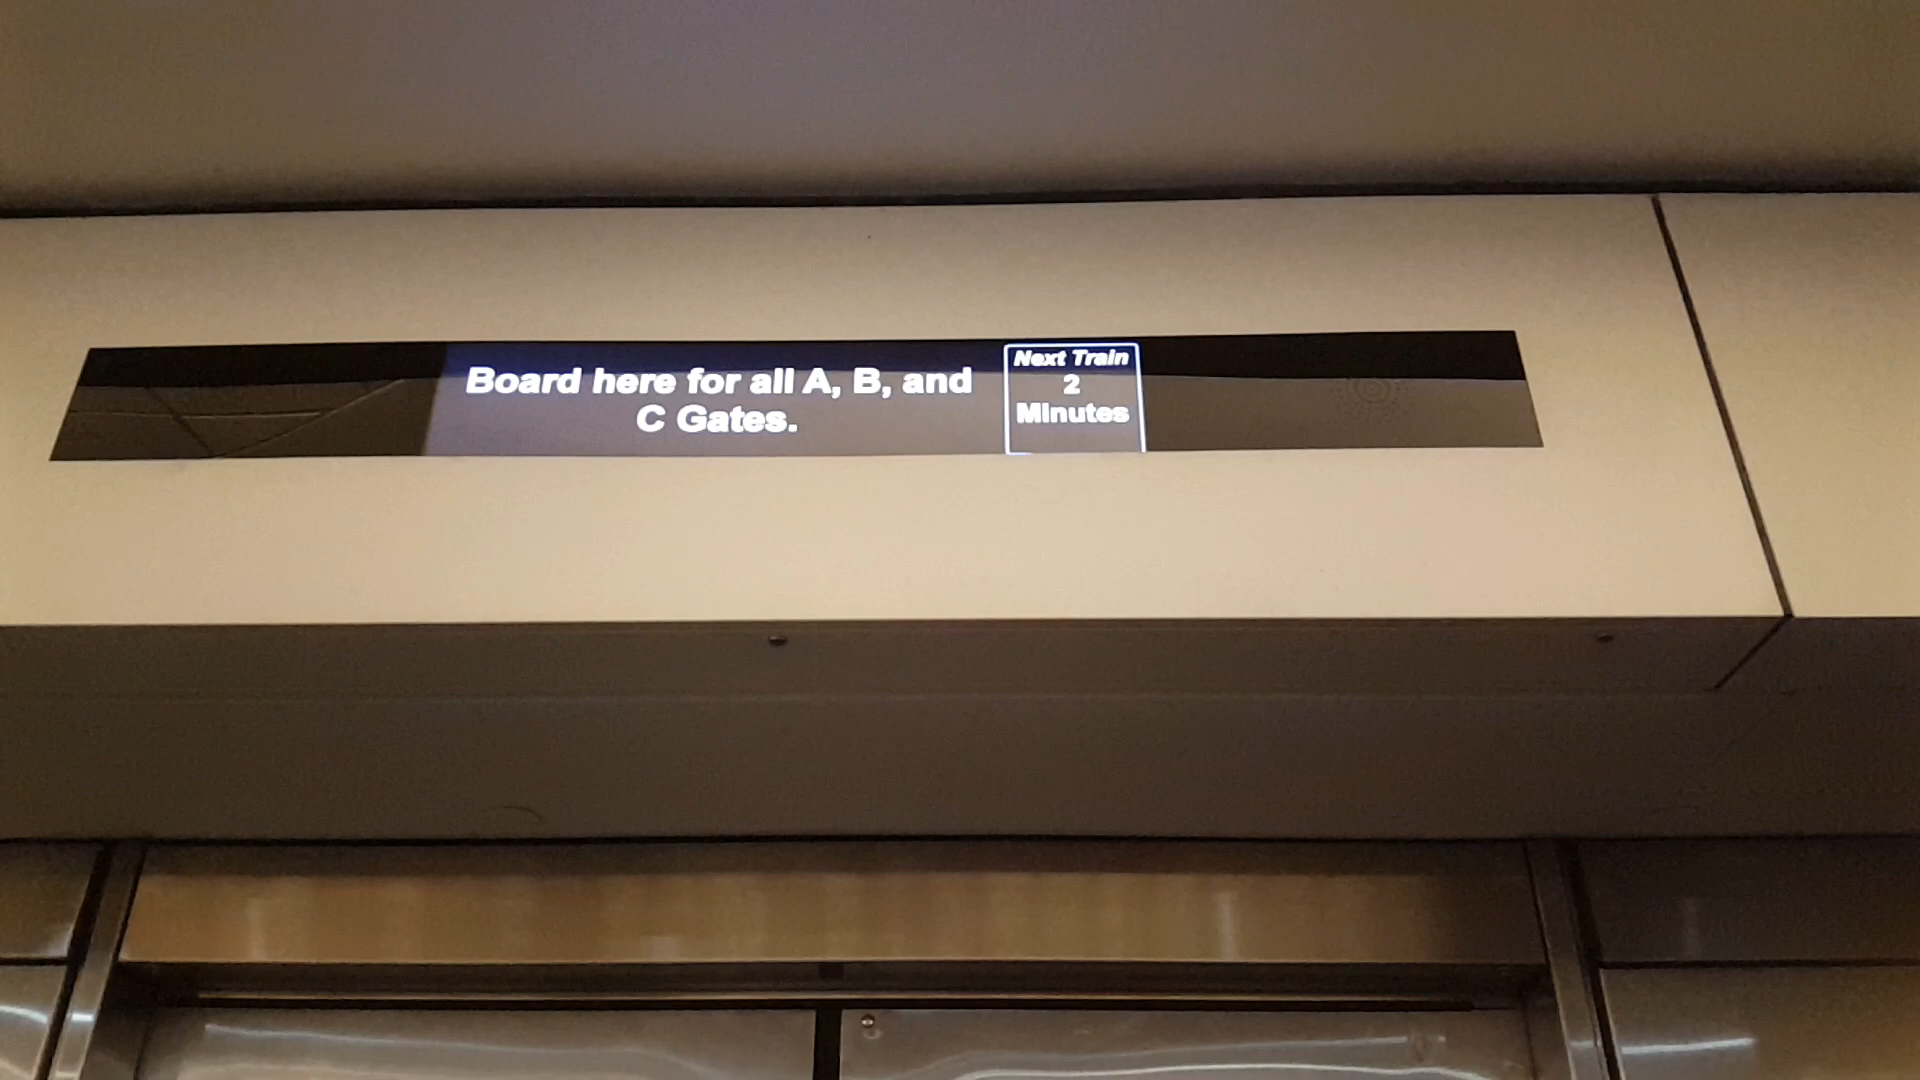 Board here for all A, B, and
C Gates.
Next Train
2
Minutes